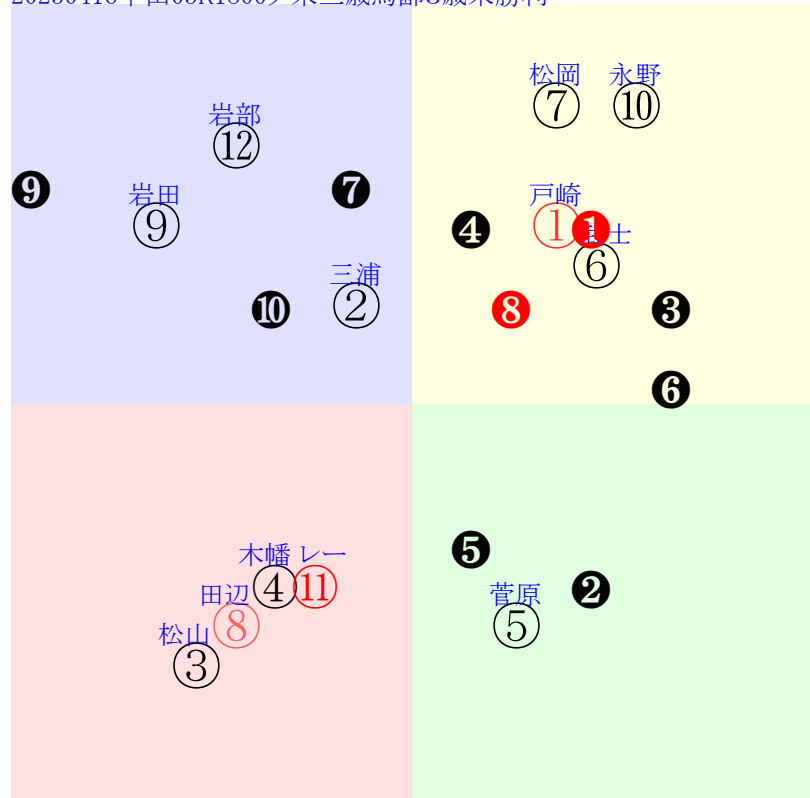 松岡 永野
⑦ ⑩
岩部
⑫
❾ 岩田 ❼
⑨
戸崎
❹ ① ❶ 士
⑥
三浦
❿ ② ❽ ❸
❻
❺
木幡 レー
④ ⑪
田辺
⑧
菅原 ❷
⑤
松山
③